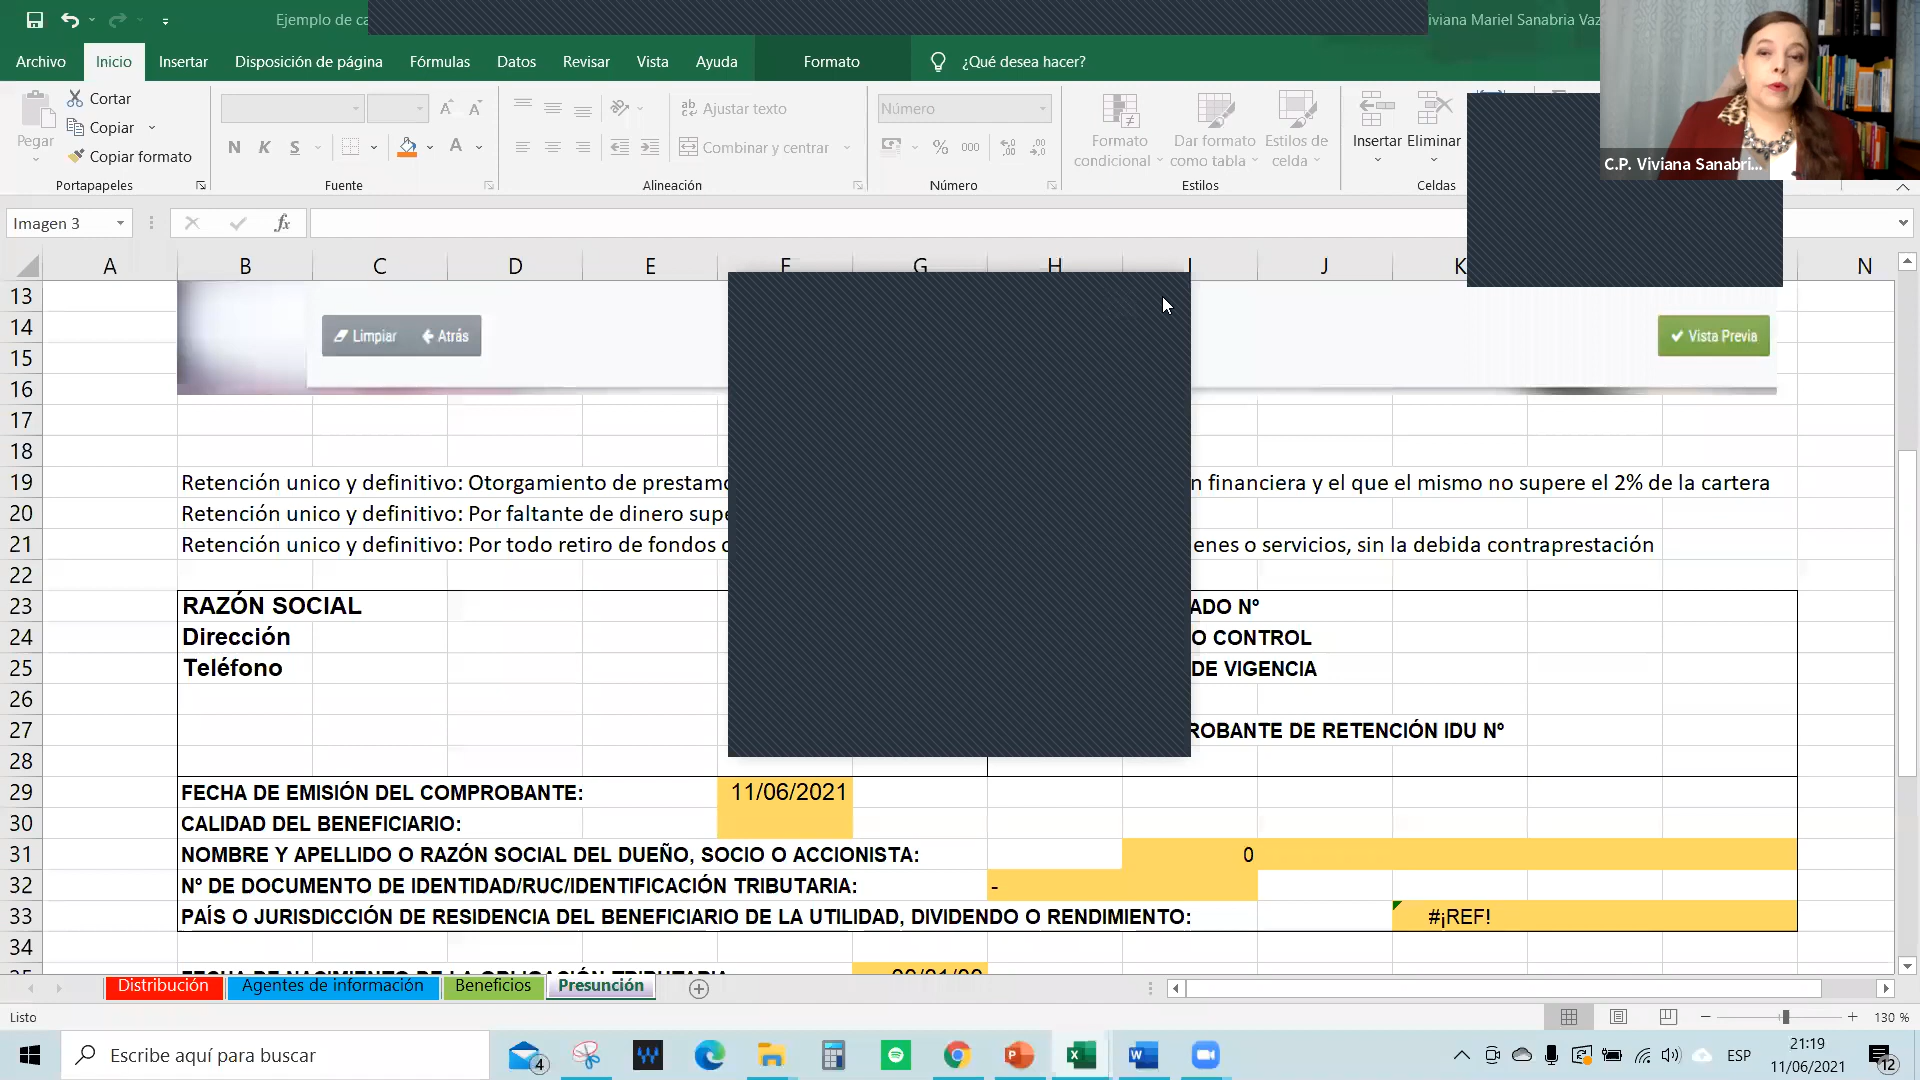 Ejemplo de ca
iviana Mariel Sanabria Vaz
Archivo Inicio Insertar Disposición de página Fórmulas Datos Revisar Vista Ayuda Formato ¿Qué desea hacer?
Pegar
Cortar
Copiar
Copiar formato
Portapapeles
N K S
Fuente
Ajustar texto
Combinar y centrar
Alineación
Número
% 000
Número
Formato condicional
Dar formato como tabla
Estilos de celda
Estilos
Insertar Eliminar
Celdas
C.P. Viviana Sanabri...
Imagen 3
fx
A B C D E F G H I J K N
13
14 Limpiar Atrás Vista Previa
15
16
17
18
19 Retención unico y definitivo: Otorgamiento de prestamo n financiera y el que el mismo no supere el 2% de la cartera
20 Retención unico y definitivo: Por faltante de dinero supe
21 Retención unico y definitivo: Por todo retiro de fondos enes o servicios, sin la debida contraprestación
22
23 RAZÓN SOCIAL ADO Nº
24 Dirección O CONTROL
25 Teléfono DE VIGENCIA
26
27 ROBANTE DE RETENCIÓN IDU Nº
28
29 FECHA DE EMISIÓN DEL COMPROBANTE: 11/06/2021
30 CALIDAD DEL BENEFICIARIO:
31 NOMBRE Y APELLIDO O RAZÓN SOCIAL DEL DUEÑO, SOCIO O ACCIONISTA: 0
32 Nº DE DOCUMENTO DE IDENTIDAD/RUC/IDENTIFICACIÓN TRIBUTARIA: -
33 PAÍS O JURISDICCIÓN DE RESIDENCIA DEL BENEFICIARIO DE LA UTILIDAD, DIVIDENDO O RENDIMIENTO: #¡REF!
34
Distribución Agentes de información Beneficios Presunción
Listo
130 %
Escribe aquí para buscar
4
ESP
21:19
11/06/2021
12